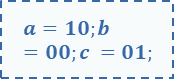 a = 10; b
= 00; c = 01;